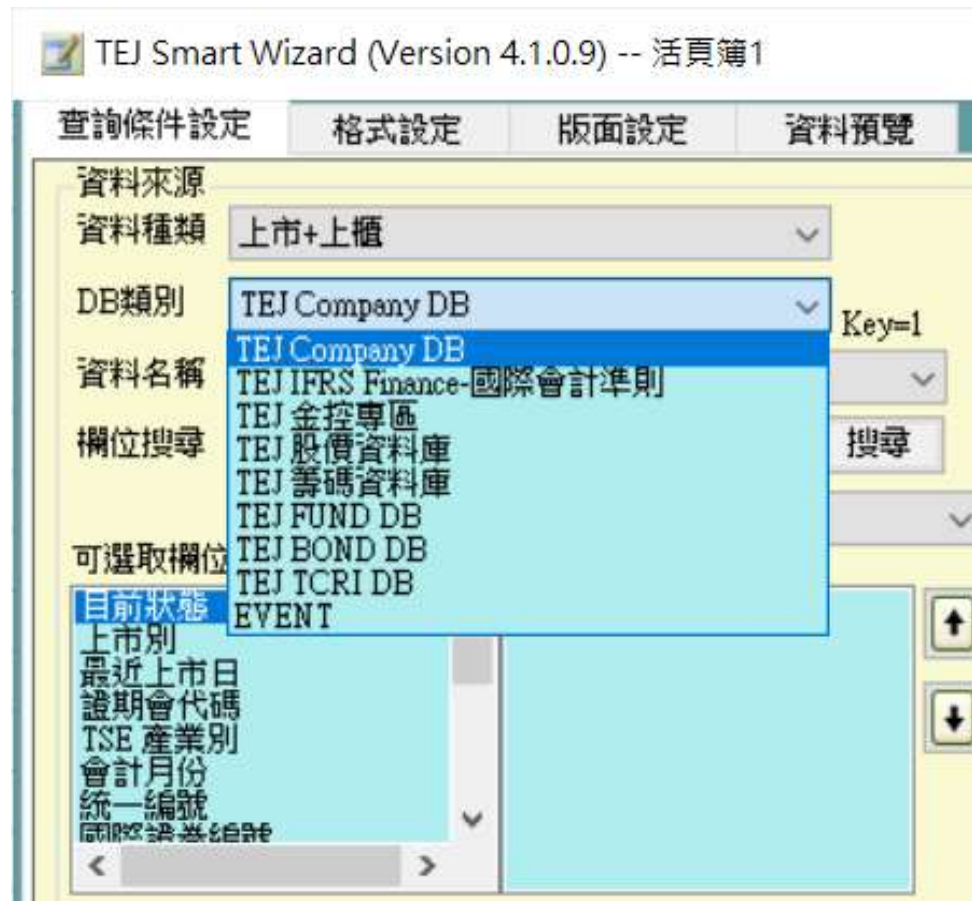 TEJ Smart Wizard (Version 4.1.0.9) -- 活頁簿1
查詢條件設定 格式設定 版面設定 資料預覽
資料來源
資料種類 上市+上櫃
DB類別 TEJ Company DB
Key=1
TEJ Company DB
資料名稱
TEJ IFRS Finance-國際會計準則
TEJ 金控專區
欄位搜尋
搜尋
TEJ 股價資料庫
TEJ 籌碼資料庫
TEJ FUND DB
TEJ BOND DB
TEJ TCRI DB
EVENT
可選取欄位
目前狀態
上市別
最近上市日
證期會代碼
TSE 產業別
會計月份
統一編號
國際證券編號